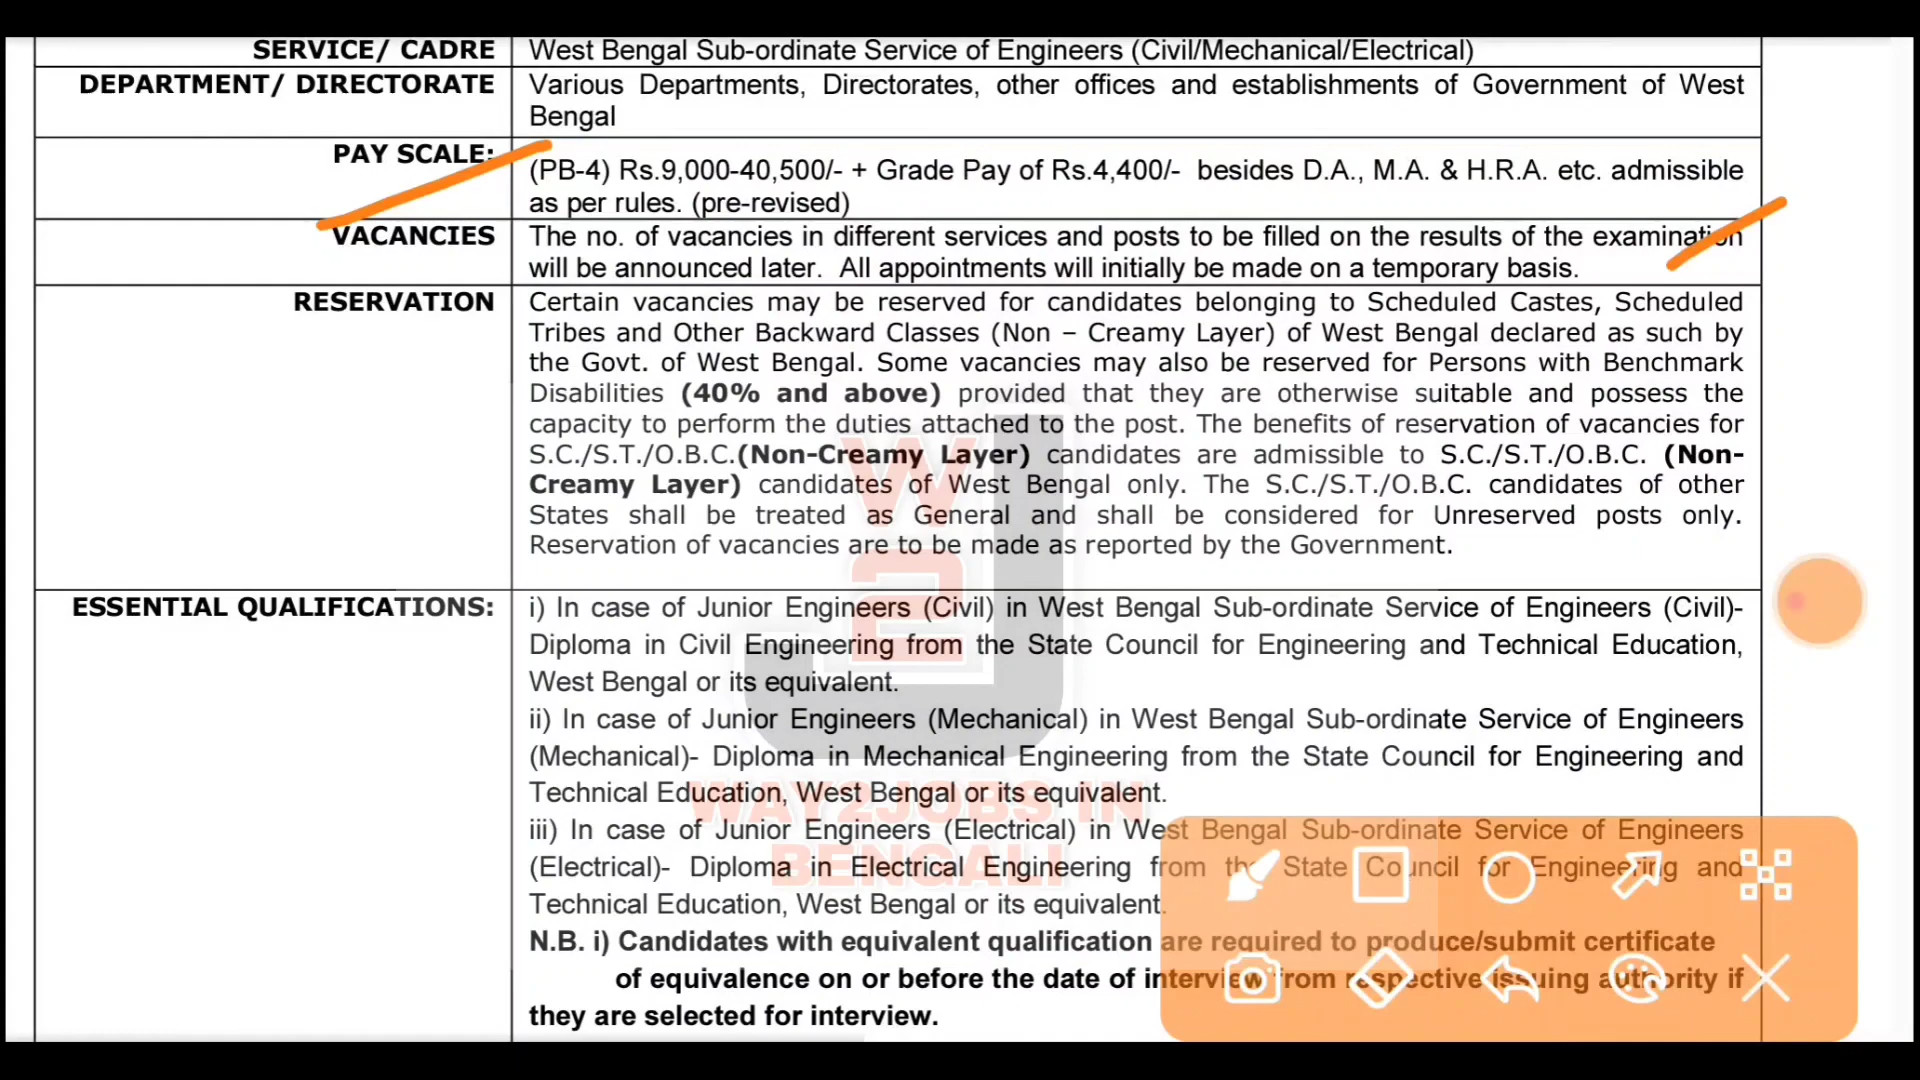 SERVICE/ CADRE
West Bengal Sub-ordinate Service of Engineers (Civil/Mechanical/Electrical)
DEPARTMENT/ DIRECTORATE
Various Departments, Directorates, other offices and establishments of Government of West
Bengal
PAY SCALE:
(PB-4) Rs.9,000-40,500/- + Grade Pay of Rs.4,400/- besides D.A., M.A. & H.R.A. etc. admissible
as per rules. (pre-revised)
VACANCIES
The no. of vacancies in different services and posts to be filled on the results of the examination
will be announced later. All appointments will initially be made on a temporary basis.
RESERVATION
Certain vacancies may be reserved for candidates belonging to Scheduled Castes, Scheduled
Tribes and Other Backward Classes (Non – Creamy Layer) of West Bengal declared as such by
the Govt. of West Bengal. Some vacancies may also be reserved for Persons with Benchmark
Disabilities (40% and above) provided that they are otherwise suitable and possess the
capacity to perform the duties attached to the post. The benefits of reservation of vacancies for
S.C./S.T./O.B.C.(Non-Creamy Layer) candidates are admissible to S.C./S.T./O.B.C. (Non-
Creamy Layer) candidates of West Bengal only. The S.C./S.T./O.B.C. candidates of other
States shall be treated as General and shall be considered for Unreserved posts only.
Reservation of vacancies are to be made as reported by the Government.
ESSENTIAL QUALIFICATIONS:
i) In case of Junior Engineers (Civil) in West Bengal Sub-ordinate Service of Engineers (Civil)-
Diploma in Civil Engineering from the State Council for Engineering and Technical Education,
West Bengal or its equivalent.
ii) In case of Junior Engineers (Mechanical) in West Bengal Sub-ordinate Service of Engineers
(Mechanical)- Diploma in Mechanical Engineering from the State Council for Engineering and
Technical Education, West Bengal or its equivalent.
iii) In case of Junior Engineers (Electrical) in West Bengal Sub-ordinate Service of Engineers
(Electrical)- Diploma in Electrical Engineering from the State Council for Engineering and
Technical Education, West Bengal or its equivalent.
N.B. i) Candidates with equivalent qualification are required to produce/submit certificate
of equivalence on or before the date of interview from respective issuing authority if
they are selected for interview.
W2J
WAY2JOBS IN
BENGALI